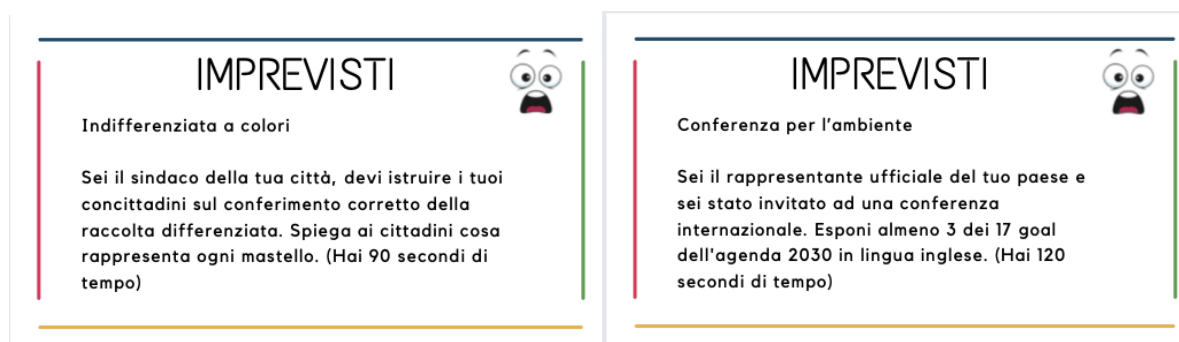 IMPREVISTI
Indifferenziata a colori
Sei il sindaco della tua città, devi istruire i tuoi
concittadini sul conferimento corretto della
raccolta differenziata. Spiega ai cittadini cosa
rappresenta ogni mastello. (Hai 90 secondi di
tempo)
IMPREVISTI
Conferenza per l'ambiente
Sei il rappresentante ufficiale del tuo paese e
sei stato invitato ad una conferenza
internazionale. Esponi almeno 3 dei 17 goal
dell'agenda 2030 in lingua inglese. (Hai 120
secondi di tempo)